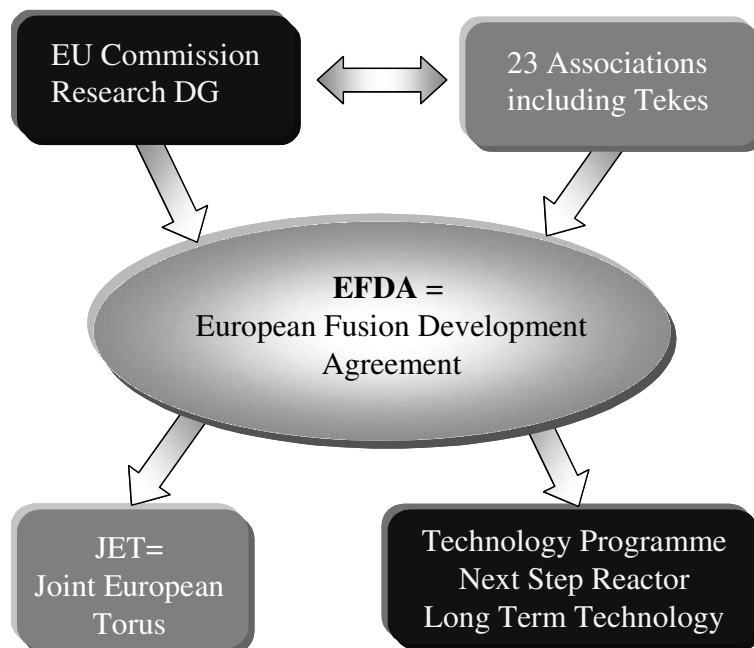 EU Commission
Research DG
23 Associations
including Tekes
EFDA =
European Fusion Development
Agreement
JET=
Joint European
Torus
Technology Programme
Next Step Reactor
Long Term Technology